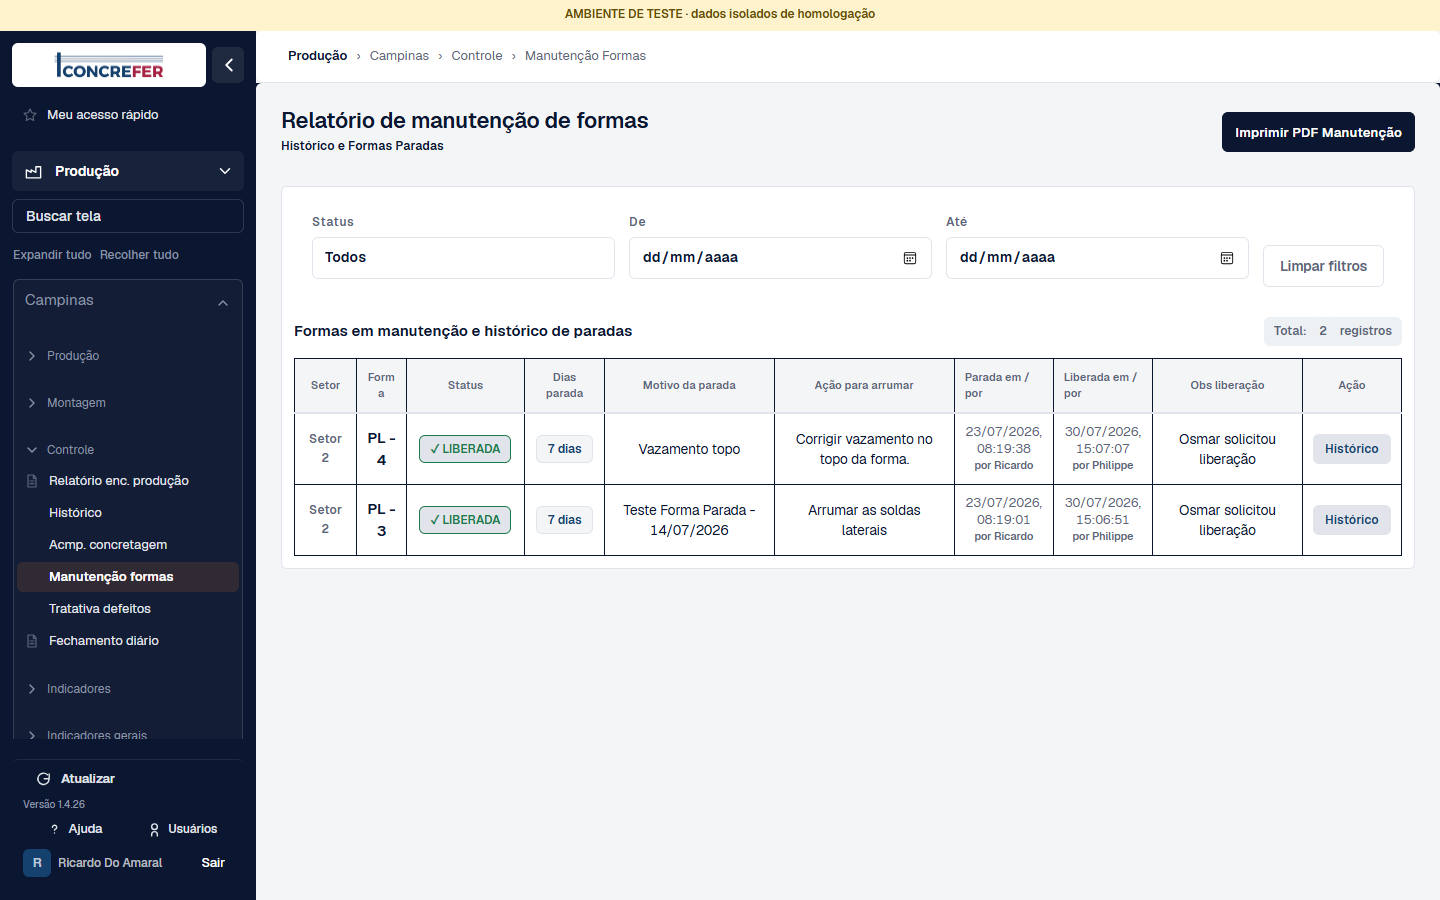 AMBIENTE DE TESTE · dados isolados de homologação
CONCREFER
Meu acesso rápido
Produção
Buscar tela
Expandir tudo Recolher tudo
Campinas
Produção
Montagem
Controle
Relatório enc. produção
Histórico
Acmp. concretagem
Manutenção formas
Tratativa defeitos
Fechamento diário
Indicadores
Indicadores gerais
Atualizar
Versão 1.4.26
? Ajuda Usuários
R Ricardo Do Amaral Sair
Produção › Campinas › Controle › Manutenção Formas
Relatório de manutenção de formas
Histórico e Formas Paradas
Imprimir PDF Manutenção
Status De Até
Todos dd/mm/aaaa dd/mm/aaaa
Limpar filtros
Formas em manutenção e histórico de paradas
Total: 2 registros
Setor
Form
a
Status
Dias
parada
Motivo da parada
Ação para arrumar
Parada em /
por
Liberada em /
por
Obs liberação
Ação
Setor
2
PL -
4
✓ LIBERADA
7 dias
Vazamento topo
Corrigir vazamento no
topo da forma.
23/07/2026,
08:19:38
por Ricardo
30/07/2026,
15:07:07
por Philippe
Osmar solicitou
liberação
Histórico
Setor
2
PL -
3
✓ LIBERADA
7 dias
Teste Forma Parada -
14/07/2026
Arrumar as soldas
laterais
23/07/2026,
08:19:01
por Ricardo
30/07/2026,
15:06:51
por Philippe
Osmar solicitou
liberação
Histórico